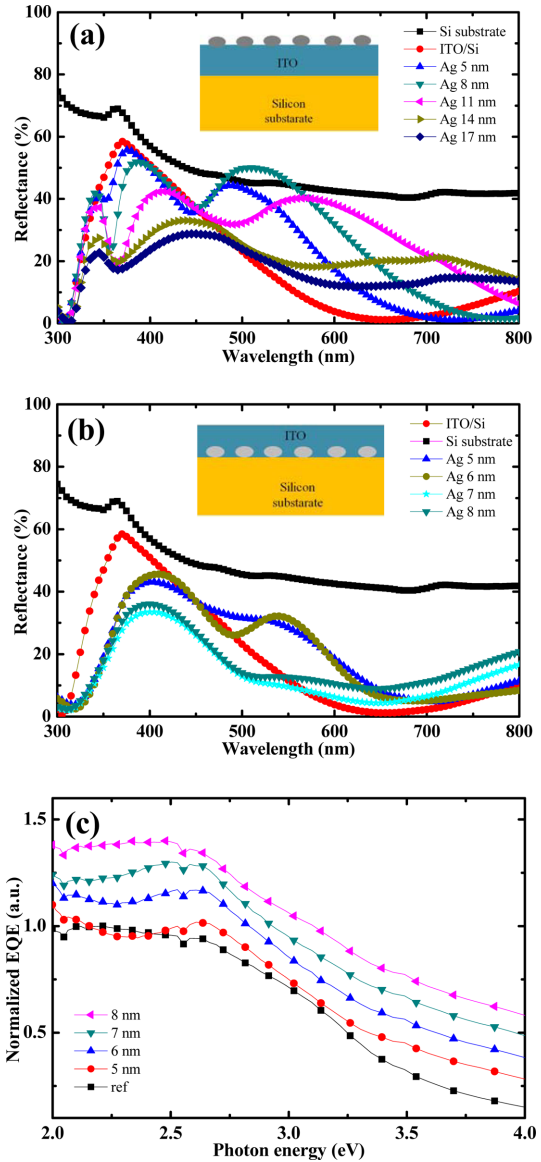 (a)
Si substrate
ITO/Si
Ag 5 nm
Ag 8 nm
Ag 11 nm
Ag 14 nm
Ag 17 nm
ITO
Silicon
substarate
Reflectance (%)
100
80
60
40
20
0
300 400 500 600 700 800
Wavelength (nm)
(b)
ITO/Si
Si substrate
Ag 5 nm
Ag 6 nm
Ag 7 nm
Ag 8 nm
ITO
Silicon
substarate
Reflectance (%)
100
80
60
40
20
0
300 400 500 600 700 800
Wavelength (nm)
(c)
Normalized EQE (a.u.)
1.5
1.0
0.5
8 nm
7 nm
6 nm
5 nm
ref
2.0 2.5 3.0 3.5 4.0
Photon energy (eV)